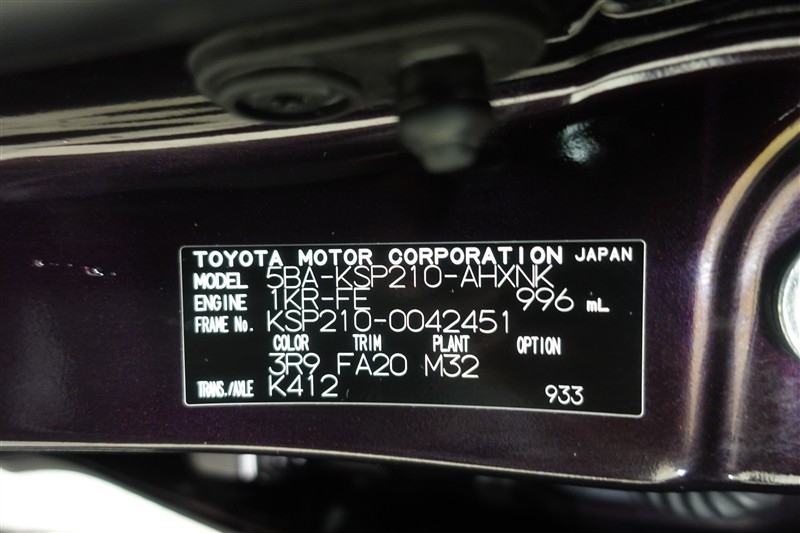 TOYOTA MOTOR CORPORATION JAPAN
MODEL 5BA-KSP210-AHXNK
ENGINE 1KR-FE 996 mL
FRAME No. KSP210-0042451
COLOR TRIM PLANT OPTION
3R9 FA20 M32
TRANS./AXLE K412 933